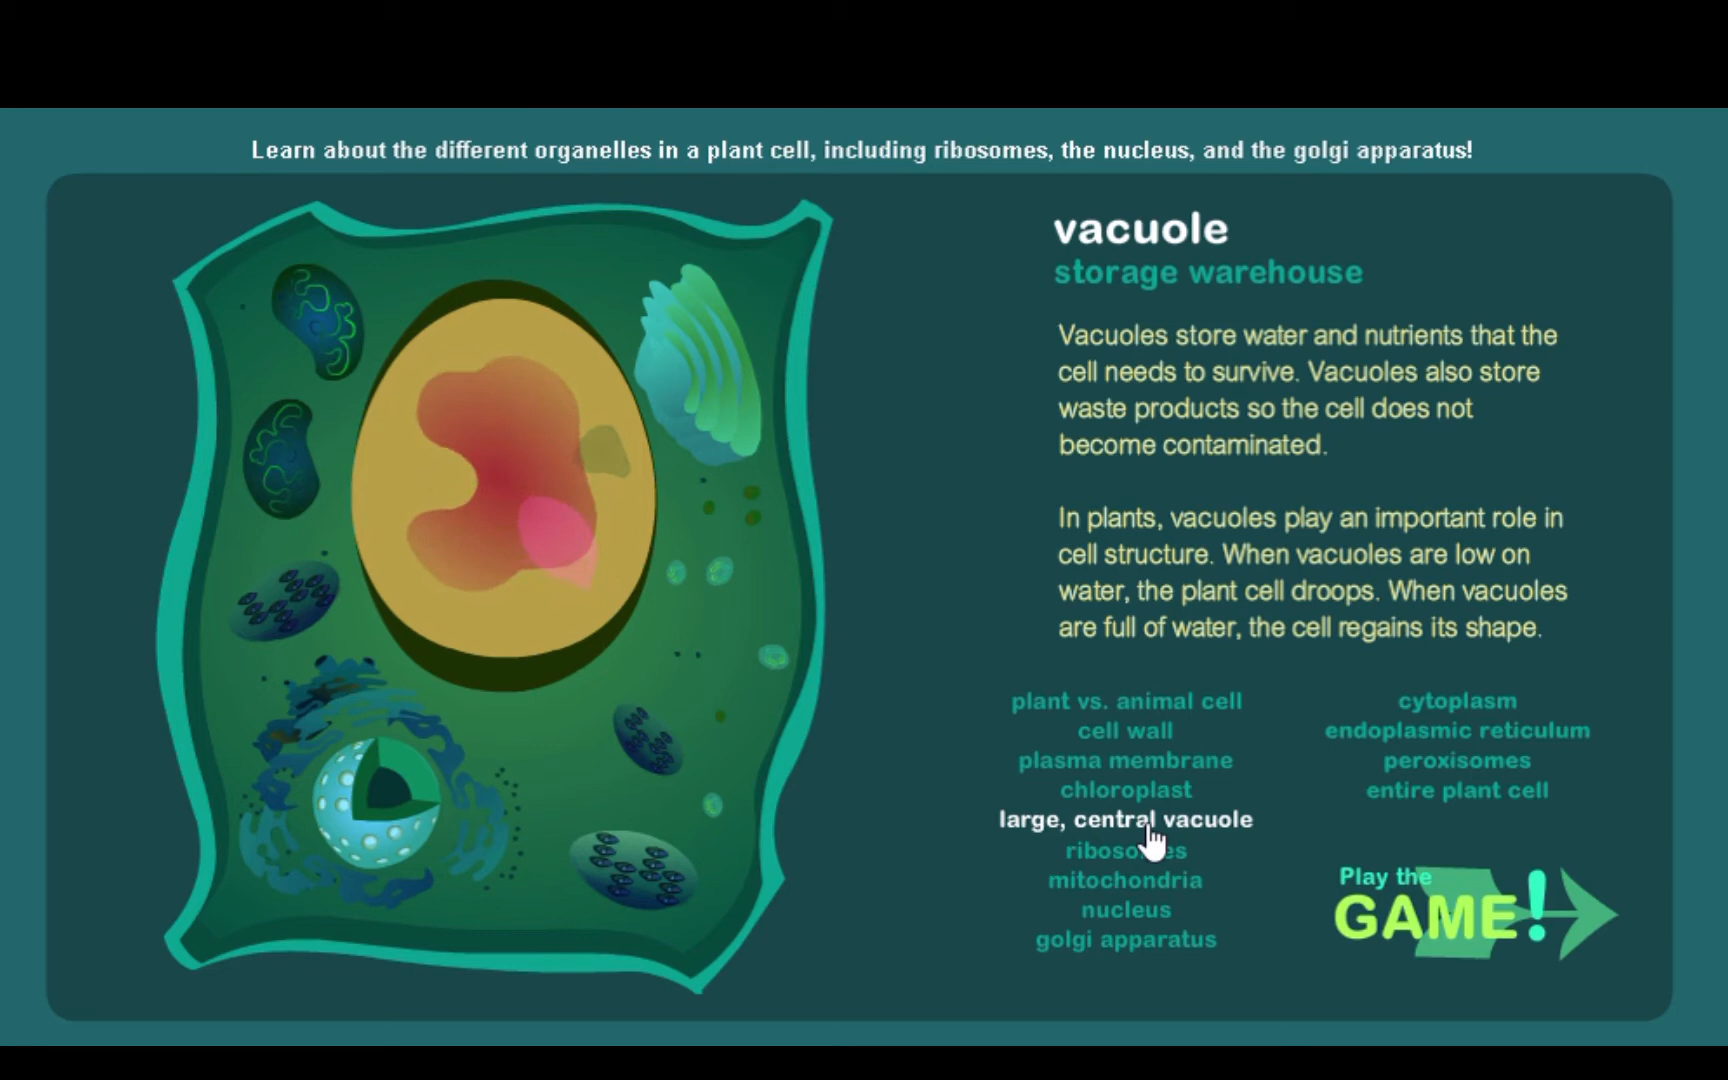 Learn about the different organelles in a plant cell, including ribosomes, the nucleus, and the golgi apparatus!
vacuole
storage warehouse
Vacuoles store water and nutrients that the
cell needs to survive. Vacuoles also store
waste products so the cell does not
become contaminated.
In plants, vacuoles play an important role in
cell structure. When vacuoles are low on
water, the plant cell droops. When vacuoles
are full of water, the cell regains its shape.
plant vs. animal cell
cell wall
plasma membrane
chloroplast
large, central vacuole
ribosomes
mitochondria
nucleus
golgi apparatus
cytoplasm
endoplasmic reticulum
peroxisomes
entire plant cell
Play the
GAME!